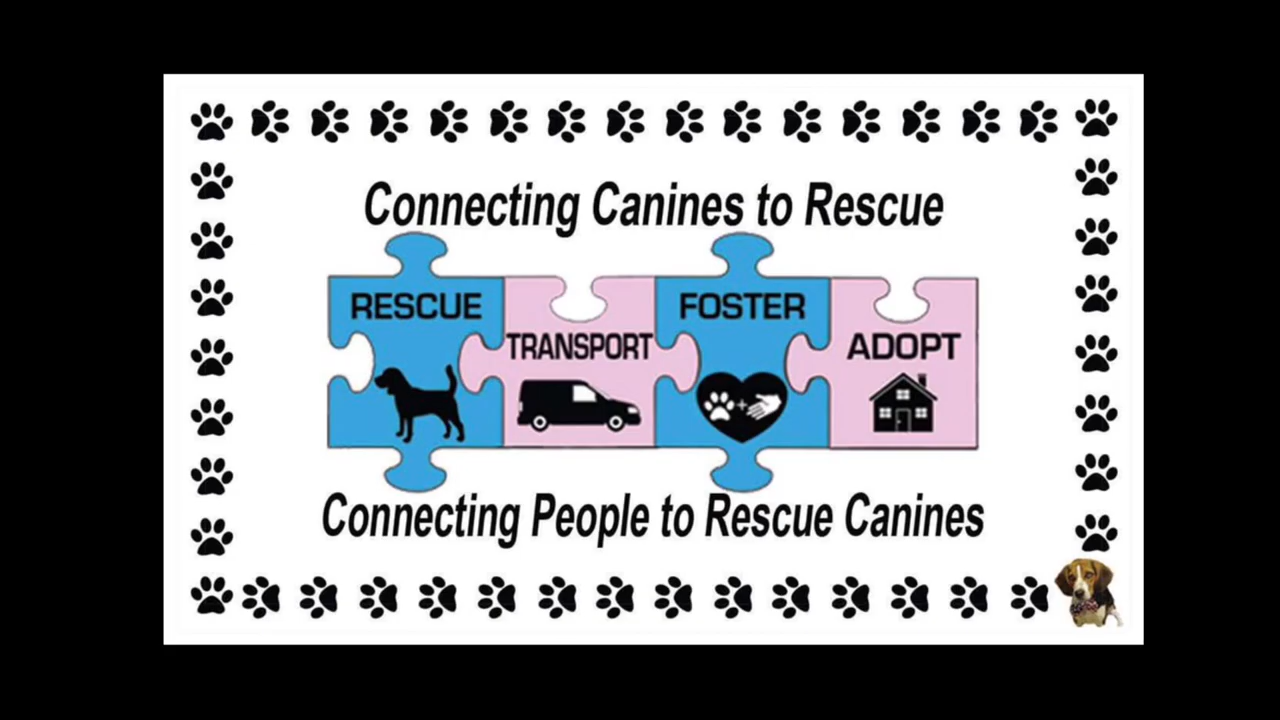 Connecting Canines to Rescue
RESCUE
TRANSPORT
FOSTER
ADOPT
Connecting People to Rescue Canines